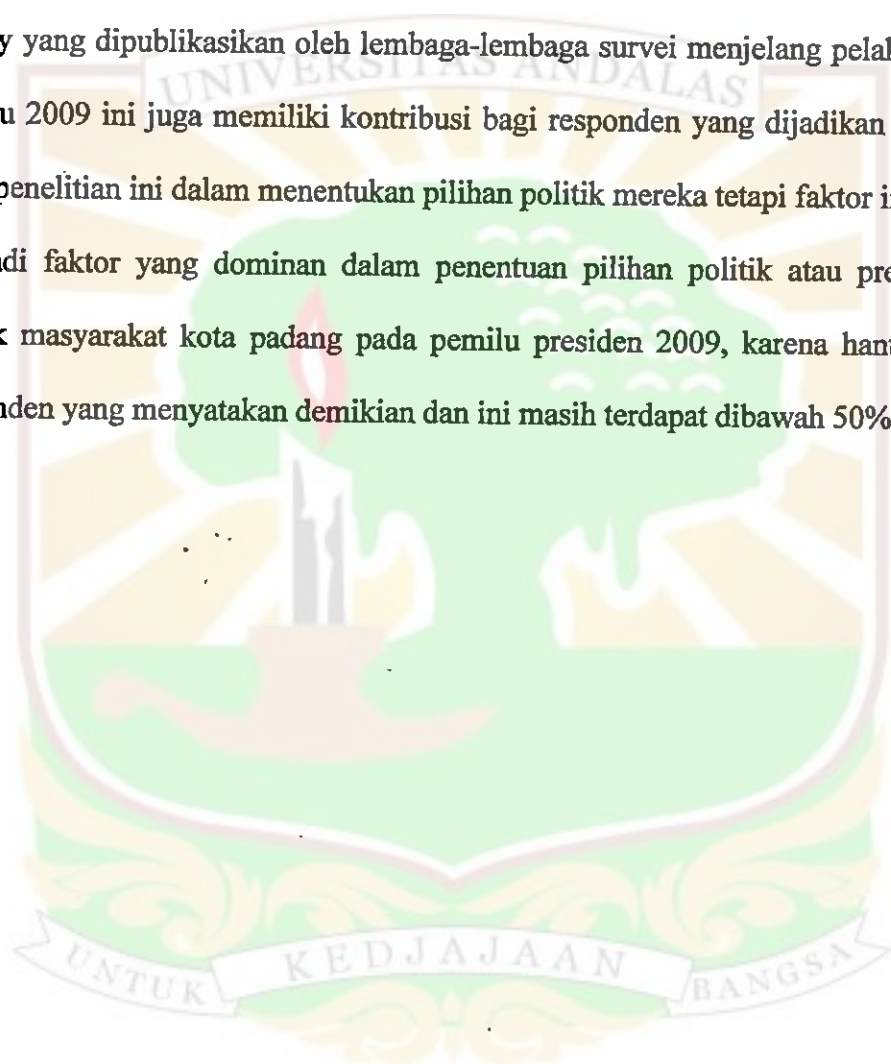 y yang dipublikasikan oleh lembaga-lembaga survei menjelang pela
UNIVERSITAS ANDALAS
u 2009 ini juga memiliki kontribusi bagi responden yang dijadikan
penelitian ini dalam menentukan pilihan politik mereka tetapi faktor i
di faktor yang dominan dalam penentuan pilihan politik atau pre
k masyarakat kota padang pada pemilu presiden 2009, karena han
nden yang menyatakan demikian dan ini masih terdapat dibawah 50%
UNTUK KEDJAJAAN BANGSA